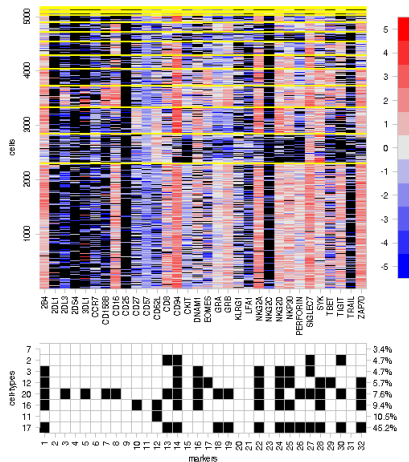 5000
4000
3000
2000
1000
cells
5
4
3
2
1
0
-1
-2
-3
-4
-5
2B4
2DL1
2DL3
2DS4
3DL1
CCR7
CD158B
CD16
CD25
CD27
CD57
CD62L
CD8
CD94
CKIT
DNAM1
EOMES
GRA
GRB
KLRG1
LFA1
NKG2A
NKG2C
NKG2D
NKP30
PERFORIN
SIGLEC7
SYK
TBET
TIGIT
TRAIL
ZAP70
cell-types
7 3.4%
2 4.7%
3 4.7%
12 5.7%
20 7.6%
16 9.4%
11 10.5%
17 45.2%
1 2 3 4 5 6 7 8 9 10 11 12 13 14 15 16 17 18 19 20 21 22 23 24 25 26 27 28 29 30 31 32
markers